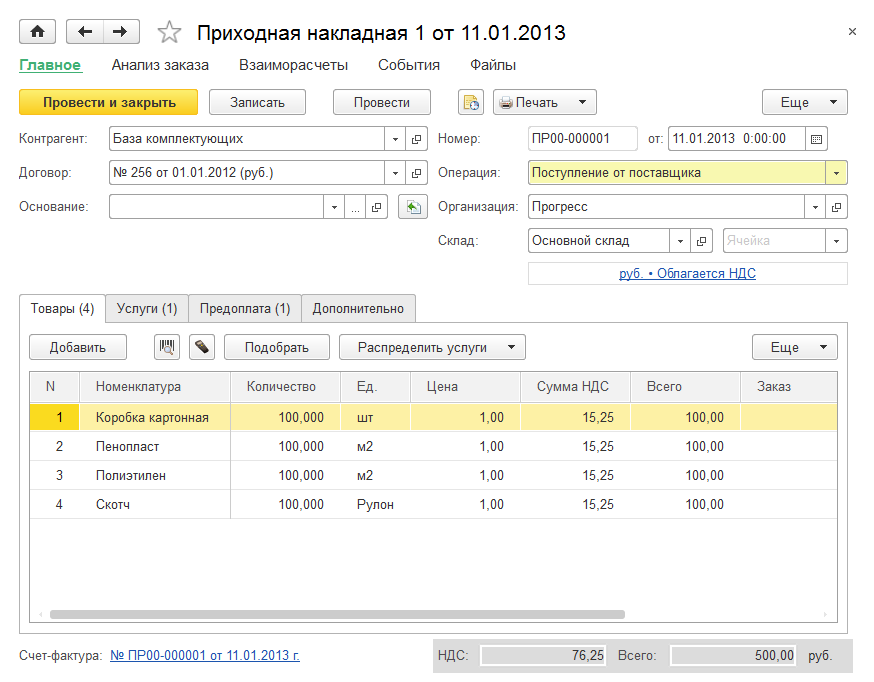 Приходная накладная 1 от 11.01.2013
Главное Анализ заказа Взаиморасчеты События Файлы
Провести и закрыть Записать Провести Печать Еще
Контрагент: База комплектующих Номер: ПР00-000001 от: 11.01.2013 0:00:00
Договор: № 256 от 01.01.2012 (руб.) Операция: Поступление от поставщика
Основание: ... Организация: Прогресс
Склад: Основной склад Ячейка
руб. • Облагается НДС
Товары (4) Услуги (1) Предоплата (1) Дополнительно
Добавить Подобрать Распределить услуги Еще
N Номенклатура Количество Ед. Цена Сумма НДС Всего Заказ
1 Коробка картонная 100,000 шт 1,00 15,25 100,00
2 Пенопласт 100,000 м2 1,00 15,25 100,00
3 Полиэтилен 100,000 м2 1,00 15,25 100,00
4 Скотч 100,000 Рулон 1,00 15,25 100,00
Счет-фактура: № ПР00-000001 от 11.01.2013 г. НДС: 76,25 Всего: 500,00 руб.